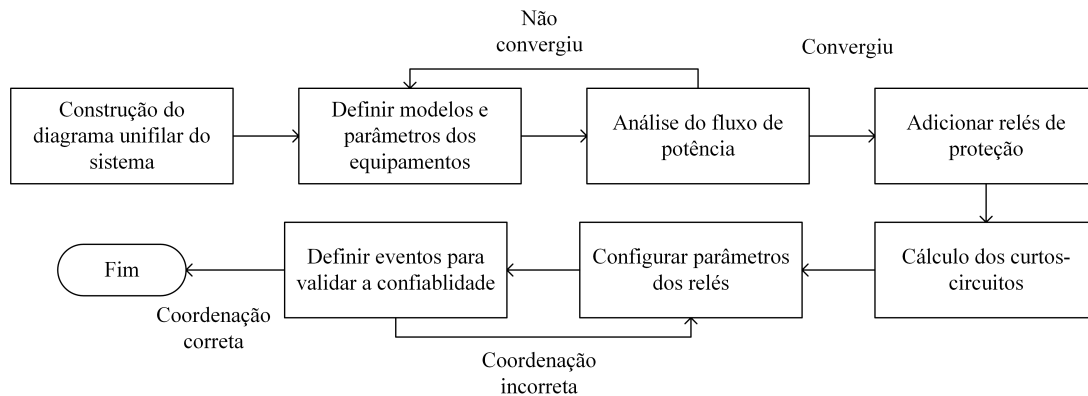 Não
convergiu
Convergiu
Construção do
diagrama unifilar do
sistema
Definir modelos e
parâmetros dos
equipamentos
Análise do fluxo de
potência
Adicionar relés de
proteção
Fim
Definir eventos para
validar a confiablidade
Configurar parâmetros
dos relés
Cálculo dos curtos-
circuitos
Coordenação
correta
Coordenação
incorreta